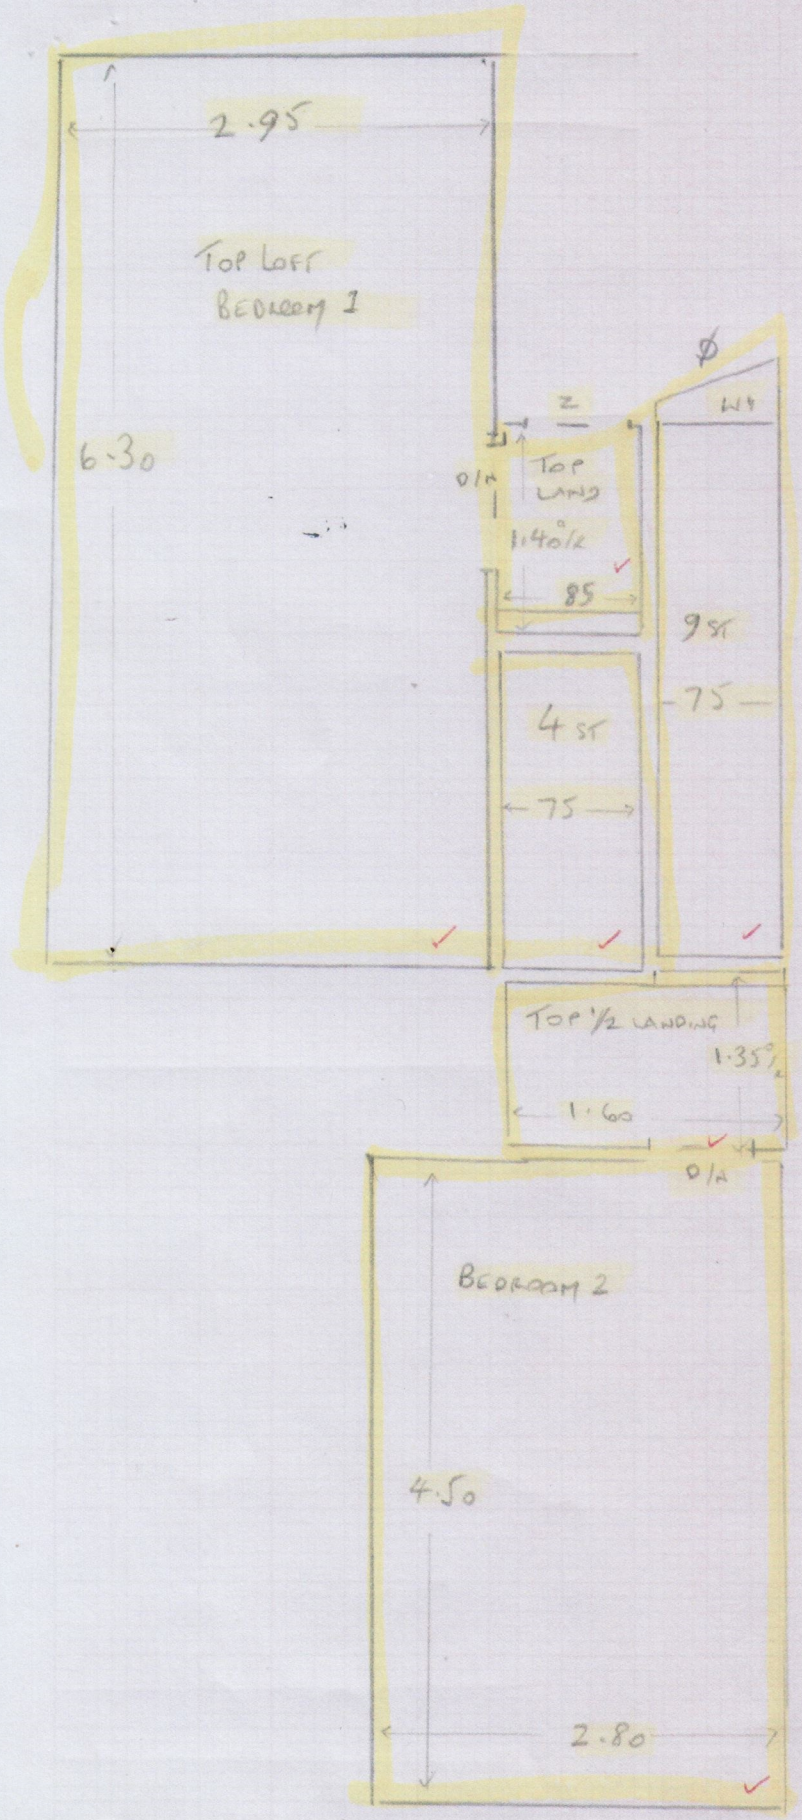 2.95
TOP LOFT
BEDROOM 1
Ø
Z
W4
6.30
D/A
TOP
LAND
1.40
85
9 ST
75
4 ST
75
TOP 1/2 LANDING
1.35
1.60
D/A
BEDROOM 2
4.50
2.80